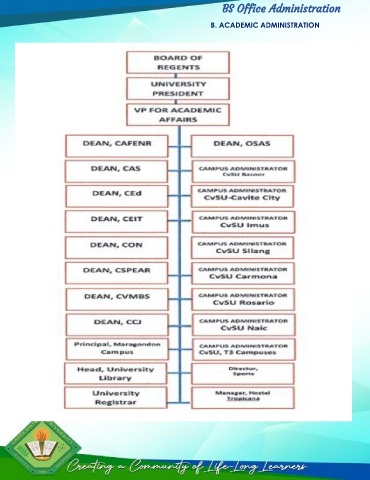 BS Office Administration
B. ACADEMIC ADMINISTRATION
BOARD OF
REGENTS
UNIVERSITY
PRESIDENT
VP FOR ACADEMIC
AFFAIRS
DEAN, CAFENR
DEAN, OSAS
DEAN, CAS
CAMPUS ADMINISTRATOR
CvSU Bacoor
DEAN, CEd
CAMPUS ADMINISTRATOR
CvSU-Cavite City
DEAN, CEIT
CAMPUS ADMINISTRATOR
CvSU Imus
DEAN, CON
CAMPUS ADMINISTRATOR
CvSU Silang
DEAN, CSPEAR
CAMPUS ADMINISTRATOR
CvSU Carmona
DEAN, CVMBS
CAMPUS ADMINISTRATOR
CvSU Rosario
DEAN, CCJ
CAMPUS ADMINISTRATOR
CvSU Naic
Principal, Maragondon
Campus
CAMPUS ADMINISTRATOR
CvSU, T3 Campuses
Head, University
Library
Director,
Sports
University
Registrar
Manager, Hostel
Tropicana
Creating a Community of Life-Long Learners